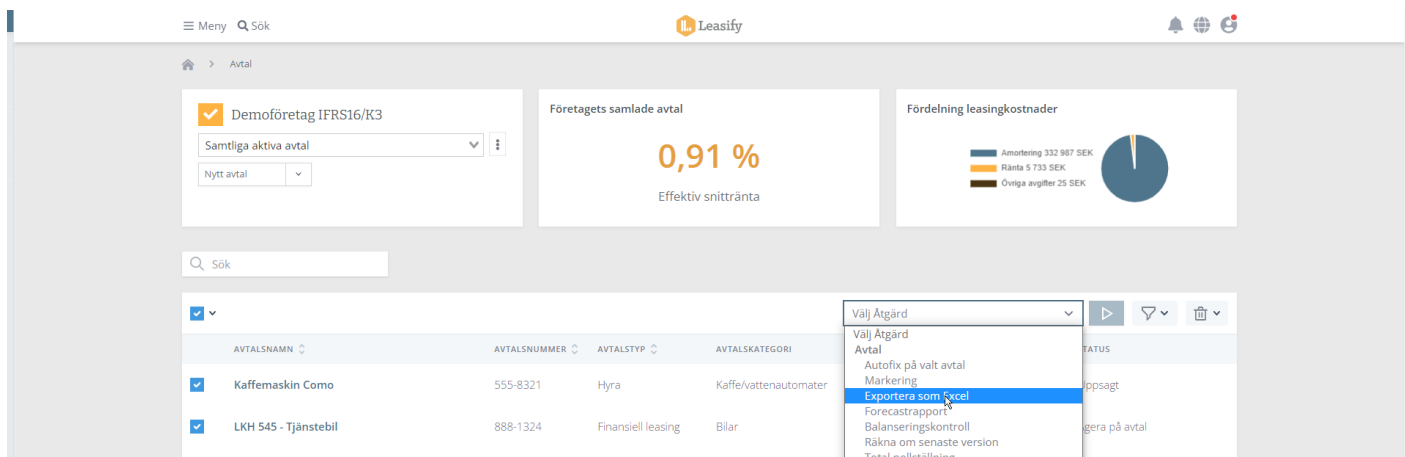 Meny Sök
Leasify
Avtal
Demoföretag IFRS16/K3
Samtliga aktiva avtal
Nytt avtal
Företagets samlade avtal
0,91 %
Effektiv snittränta
Fördelning leasingkostnader
Amortering 332 987 SEK
Ränta 5 733 SEK
Övriga avgifter 25 SEK
Sök
Välj Åtgärd
Välj Åtgärd
Avtal
Autofix på valt avtal
Markering
Exportera som Excel
Forecastrapport
Balanseringskontroll
Räkna om senaste version
Total nollställning
AVTALSNAMN AVTALSNUMMER AVTALSTYP AVTALSKATEGORI TATUS
Kaffemaskin Como 555-8321 Hyra Kaffe/vattenautomater Uppsagt
LKH 545 - Tjänstebil 888-1324 Finansiell leasing Bilar Agera på avtal